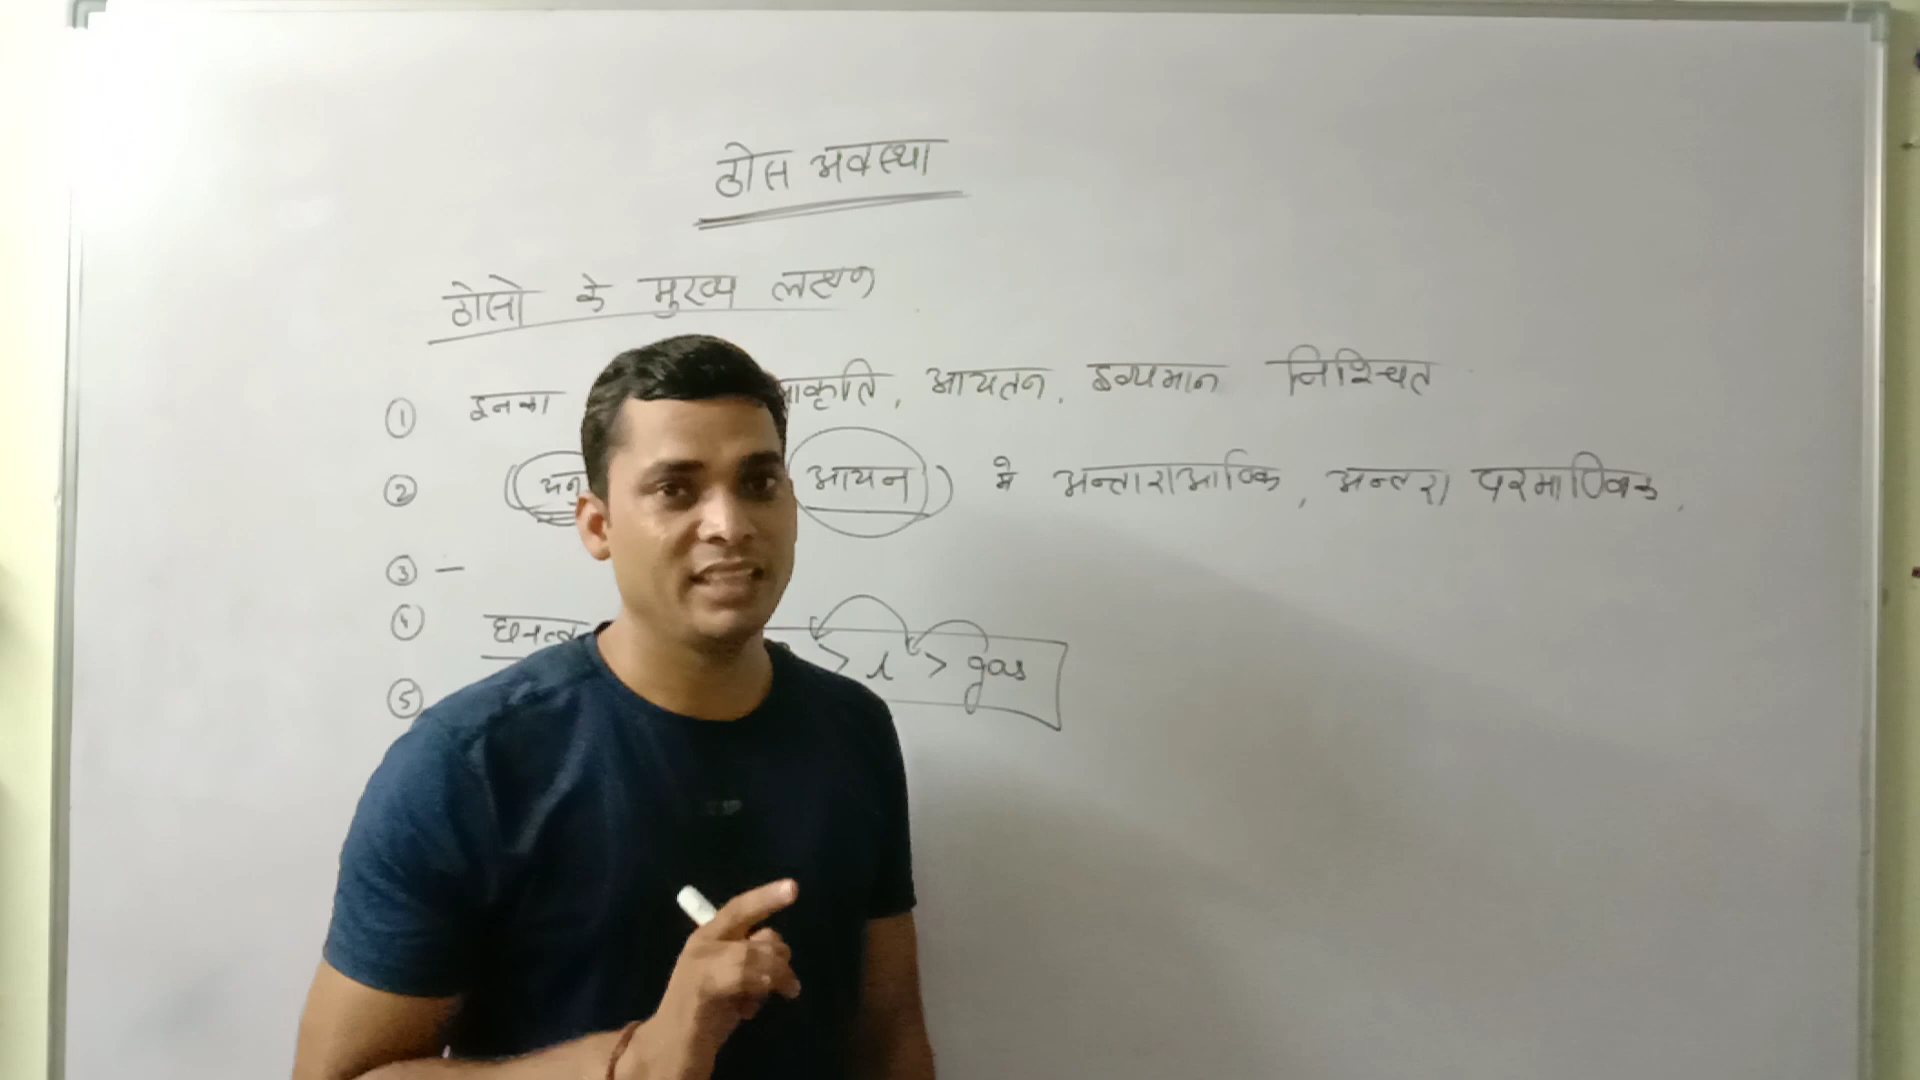 ठोस अवस्था
ठोसो के मुख्य लक्षण
① इनका आकृति, आयतन, द्रव्यमान निश्चित
② आयन) मे अन्तराआण्विक, अन्तरा परमाण्विक,
③ —
④ घनत्व > l > gas
⑤